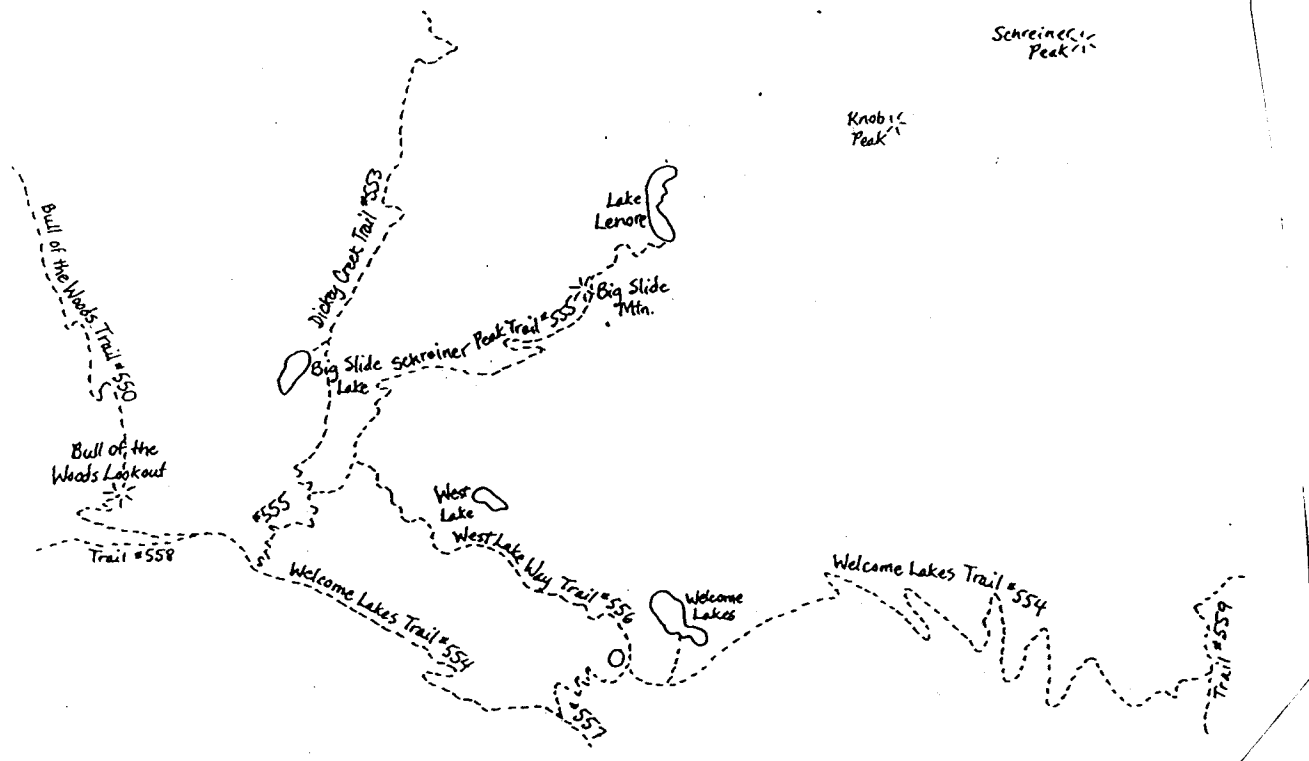 Schreiner
Peak
Knob
Peak
Dickey Creek Trail #553
Lake
Lenore
Bull of the Woods Trail #550
Big Slide
Mtn.
Schreiner Peak Trail #555
Big Slide
Lake
Bull of the
Woods Lookout
West
Lake
#555
West Lake Way Trail #556
Trail #558
Welcome Lakes Trail #554
Welcome
Lakes
Welcome Lakes Trail #554
Trail #559
#557